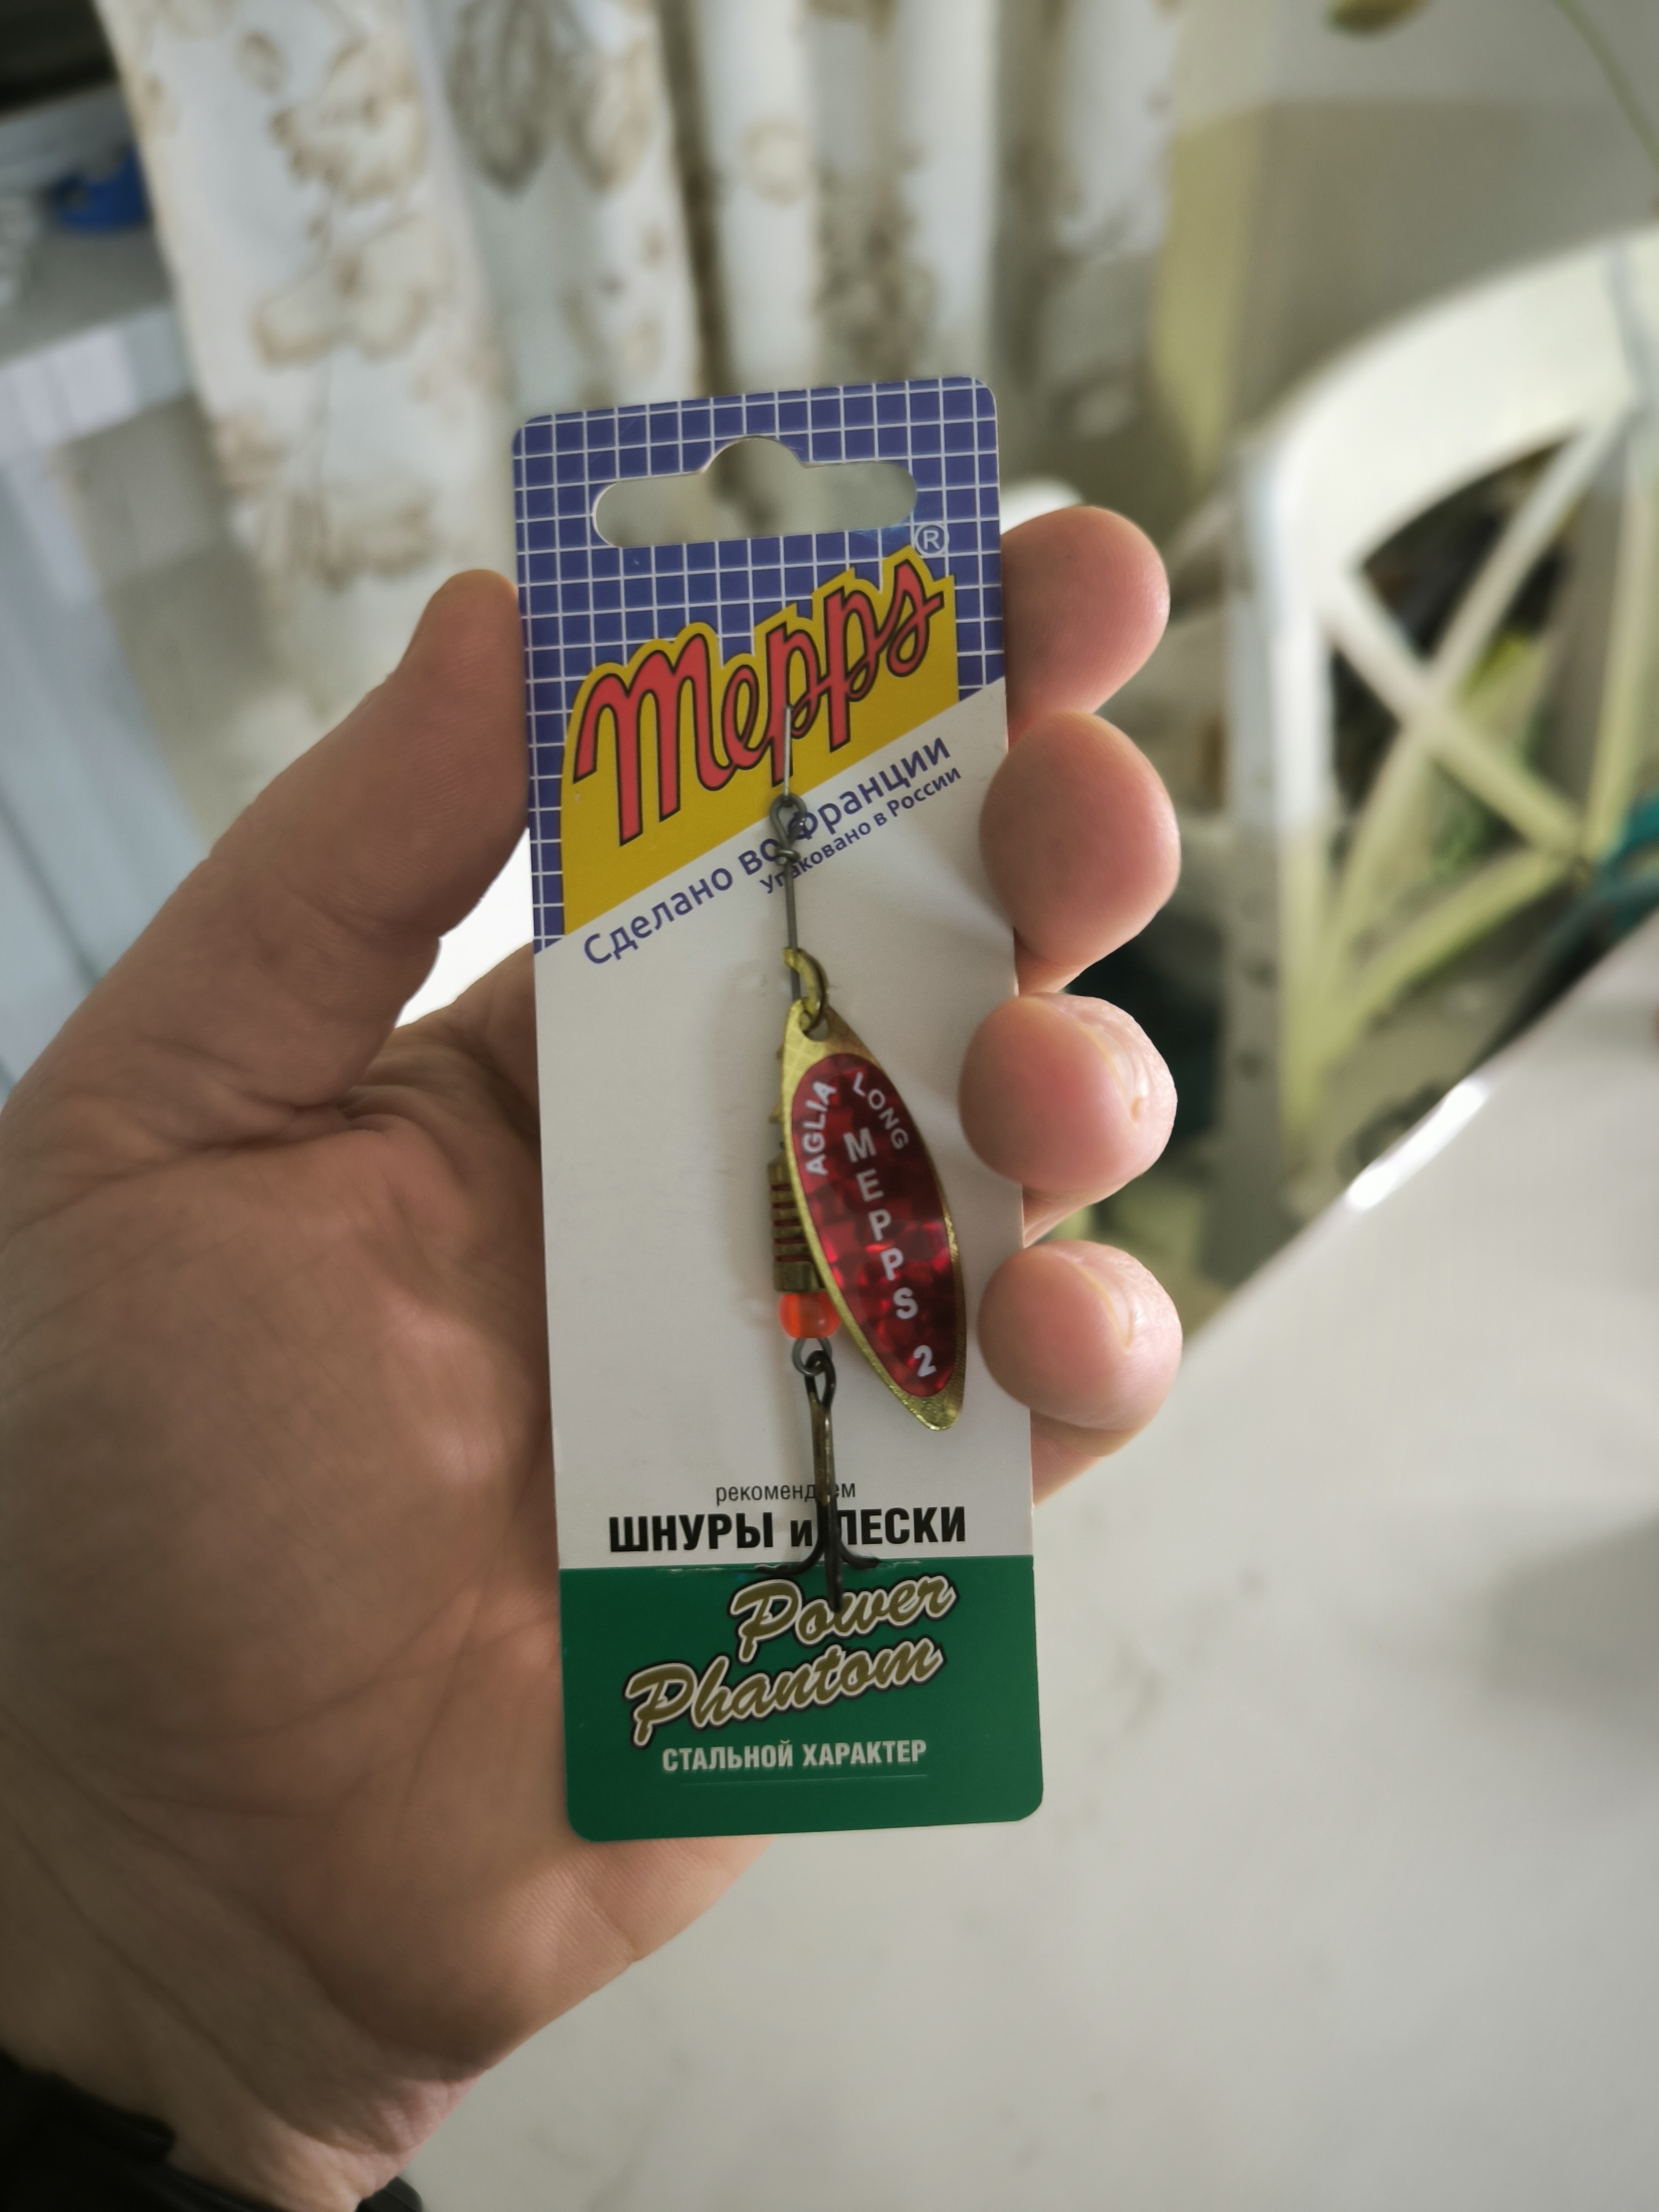 ®
Mepps
Сделано во Франции
Упаковано в России
AGLIA LONG
MEPPS 2
рекомендуем
ШНУРЫ и ЛЕСКИ
Power
Phantom
СТАЛЬНОЙ ХАРАКТЕР